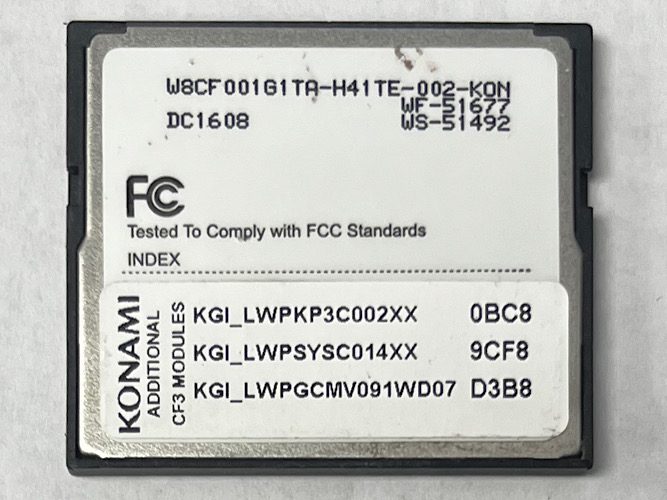 W8CF001G1TA-H41TE-002-KON
WF-51677
DC1608 WS-51492
FC
Tested To Comply with FCC Standards
INDEX
KONAMI
ADDITIONAL
CF3 MODULES
KGI_LWPKP3C002XX 0BC8
KGI_LWPSYSC014XX 9CF8
KGI_LWPGCMV091WD07 D3B8